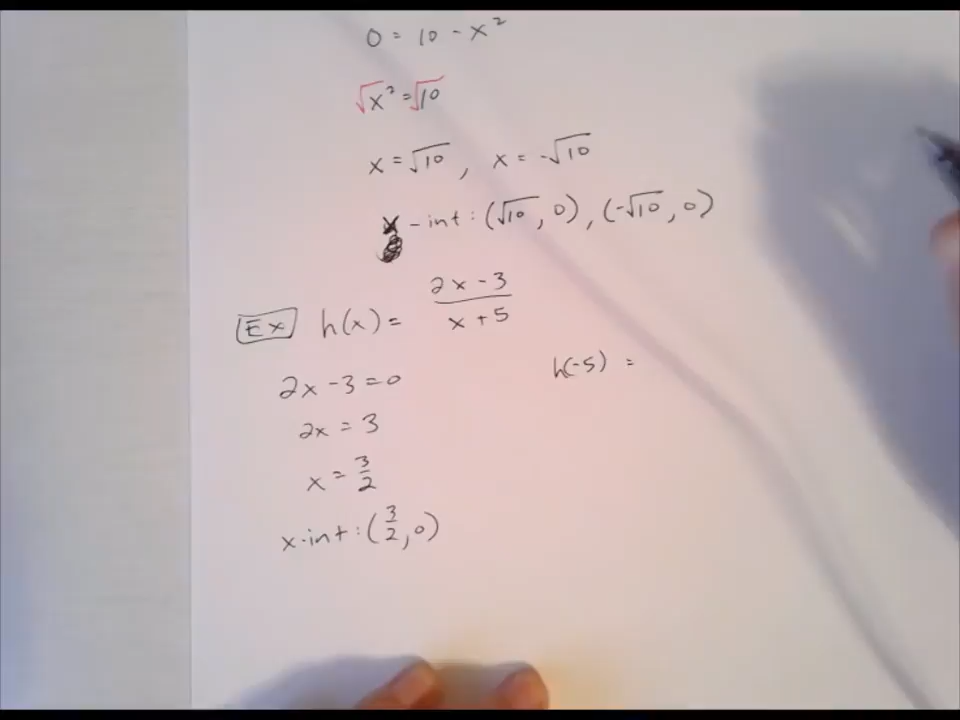 0 = 10 - x²
√x² = √10
x = √10 , x = -√10
x - int : (√10 , 0) , (-√10 , 0)
Ex h(x) = (2x - 3)/(x + 5)
2x - 3 = 0
h(-5) =
2x = 3
x = 3/2
x-int : (3/2 , 0)